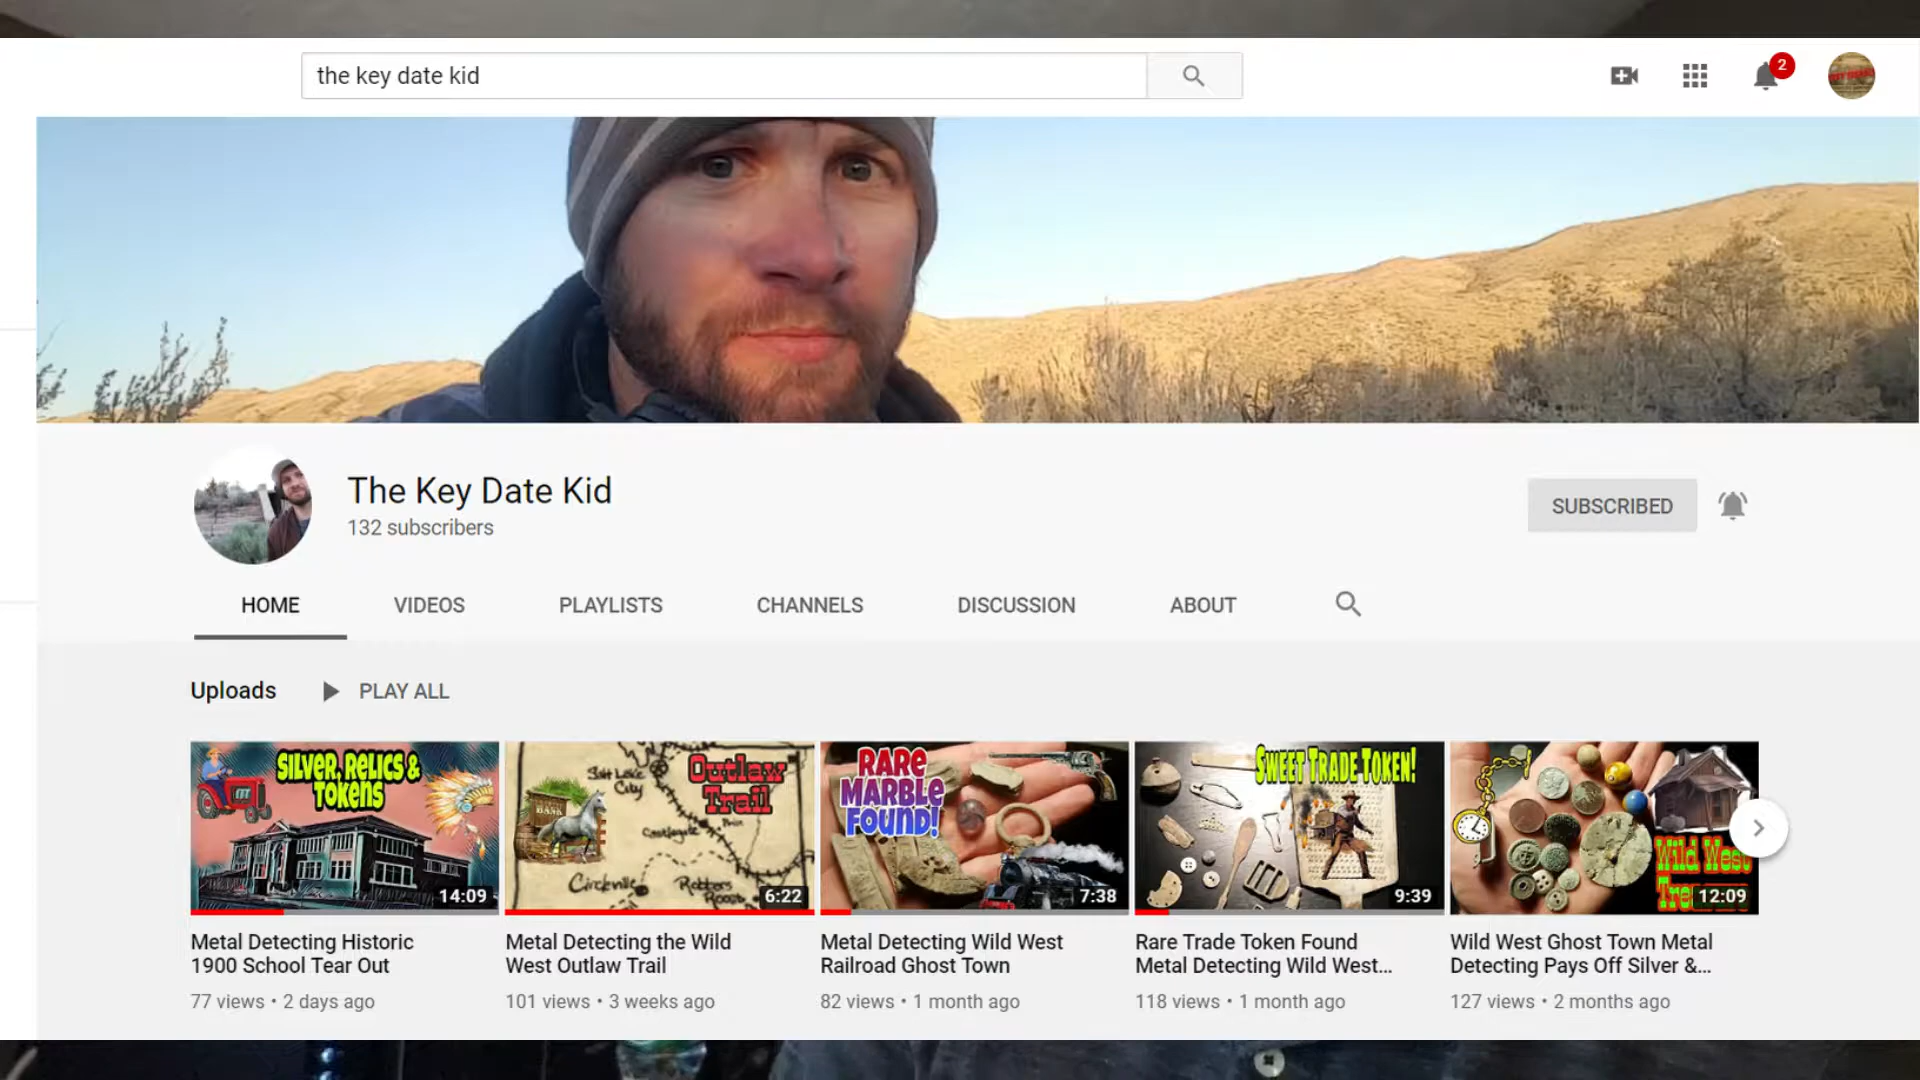 the key date kid
2
The Key Date Kid
132 subscribers
SUBSCRIBED
HOME
VIDEOS
PLAYLISTS
CHANNELS
DISCUSSION
ABOUT
Uploads
PLAY ALL
SILVER, RELICS &
TOKENS
14:09
Metal Detecting Historic
1900 School Tear Out
77 views • 2 days ago
Salt Lake
City
Outlaw
Trail
BANK
Circleville
Robbers
Roost
6:22
Metal Detecting the Wild
West Outlaw Trail
101 views • 3 weeks ago
RARE
MARBLE
FOUND!
7:38
Metal Detecting Wild West
Railroad Ghost Town
82 views • 1 month ago
SWEET TRADE TOKEN!
9:39
Rare Trade Token Found
Metal Detecting Wild West...
118 views • 1 month ago
Wild West
Tre
12:09
Wild West Ghost Town Metal
Detecting Pays Off Silver &...
127 views • 2 months ago